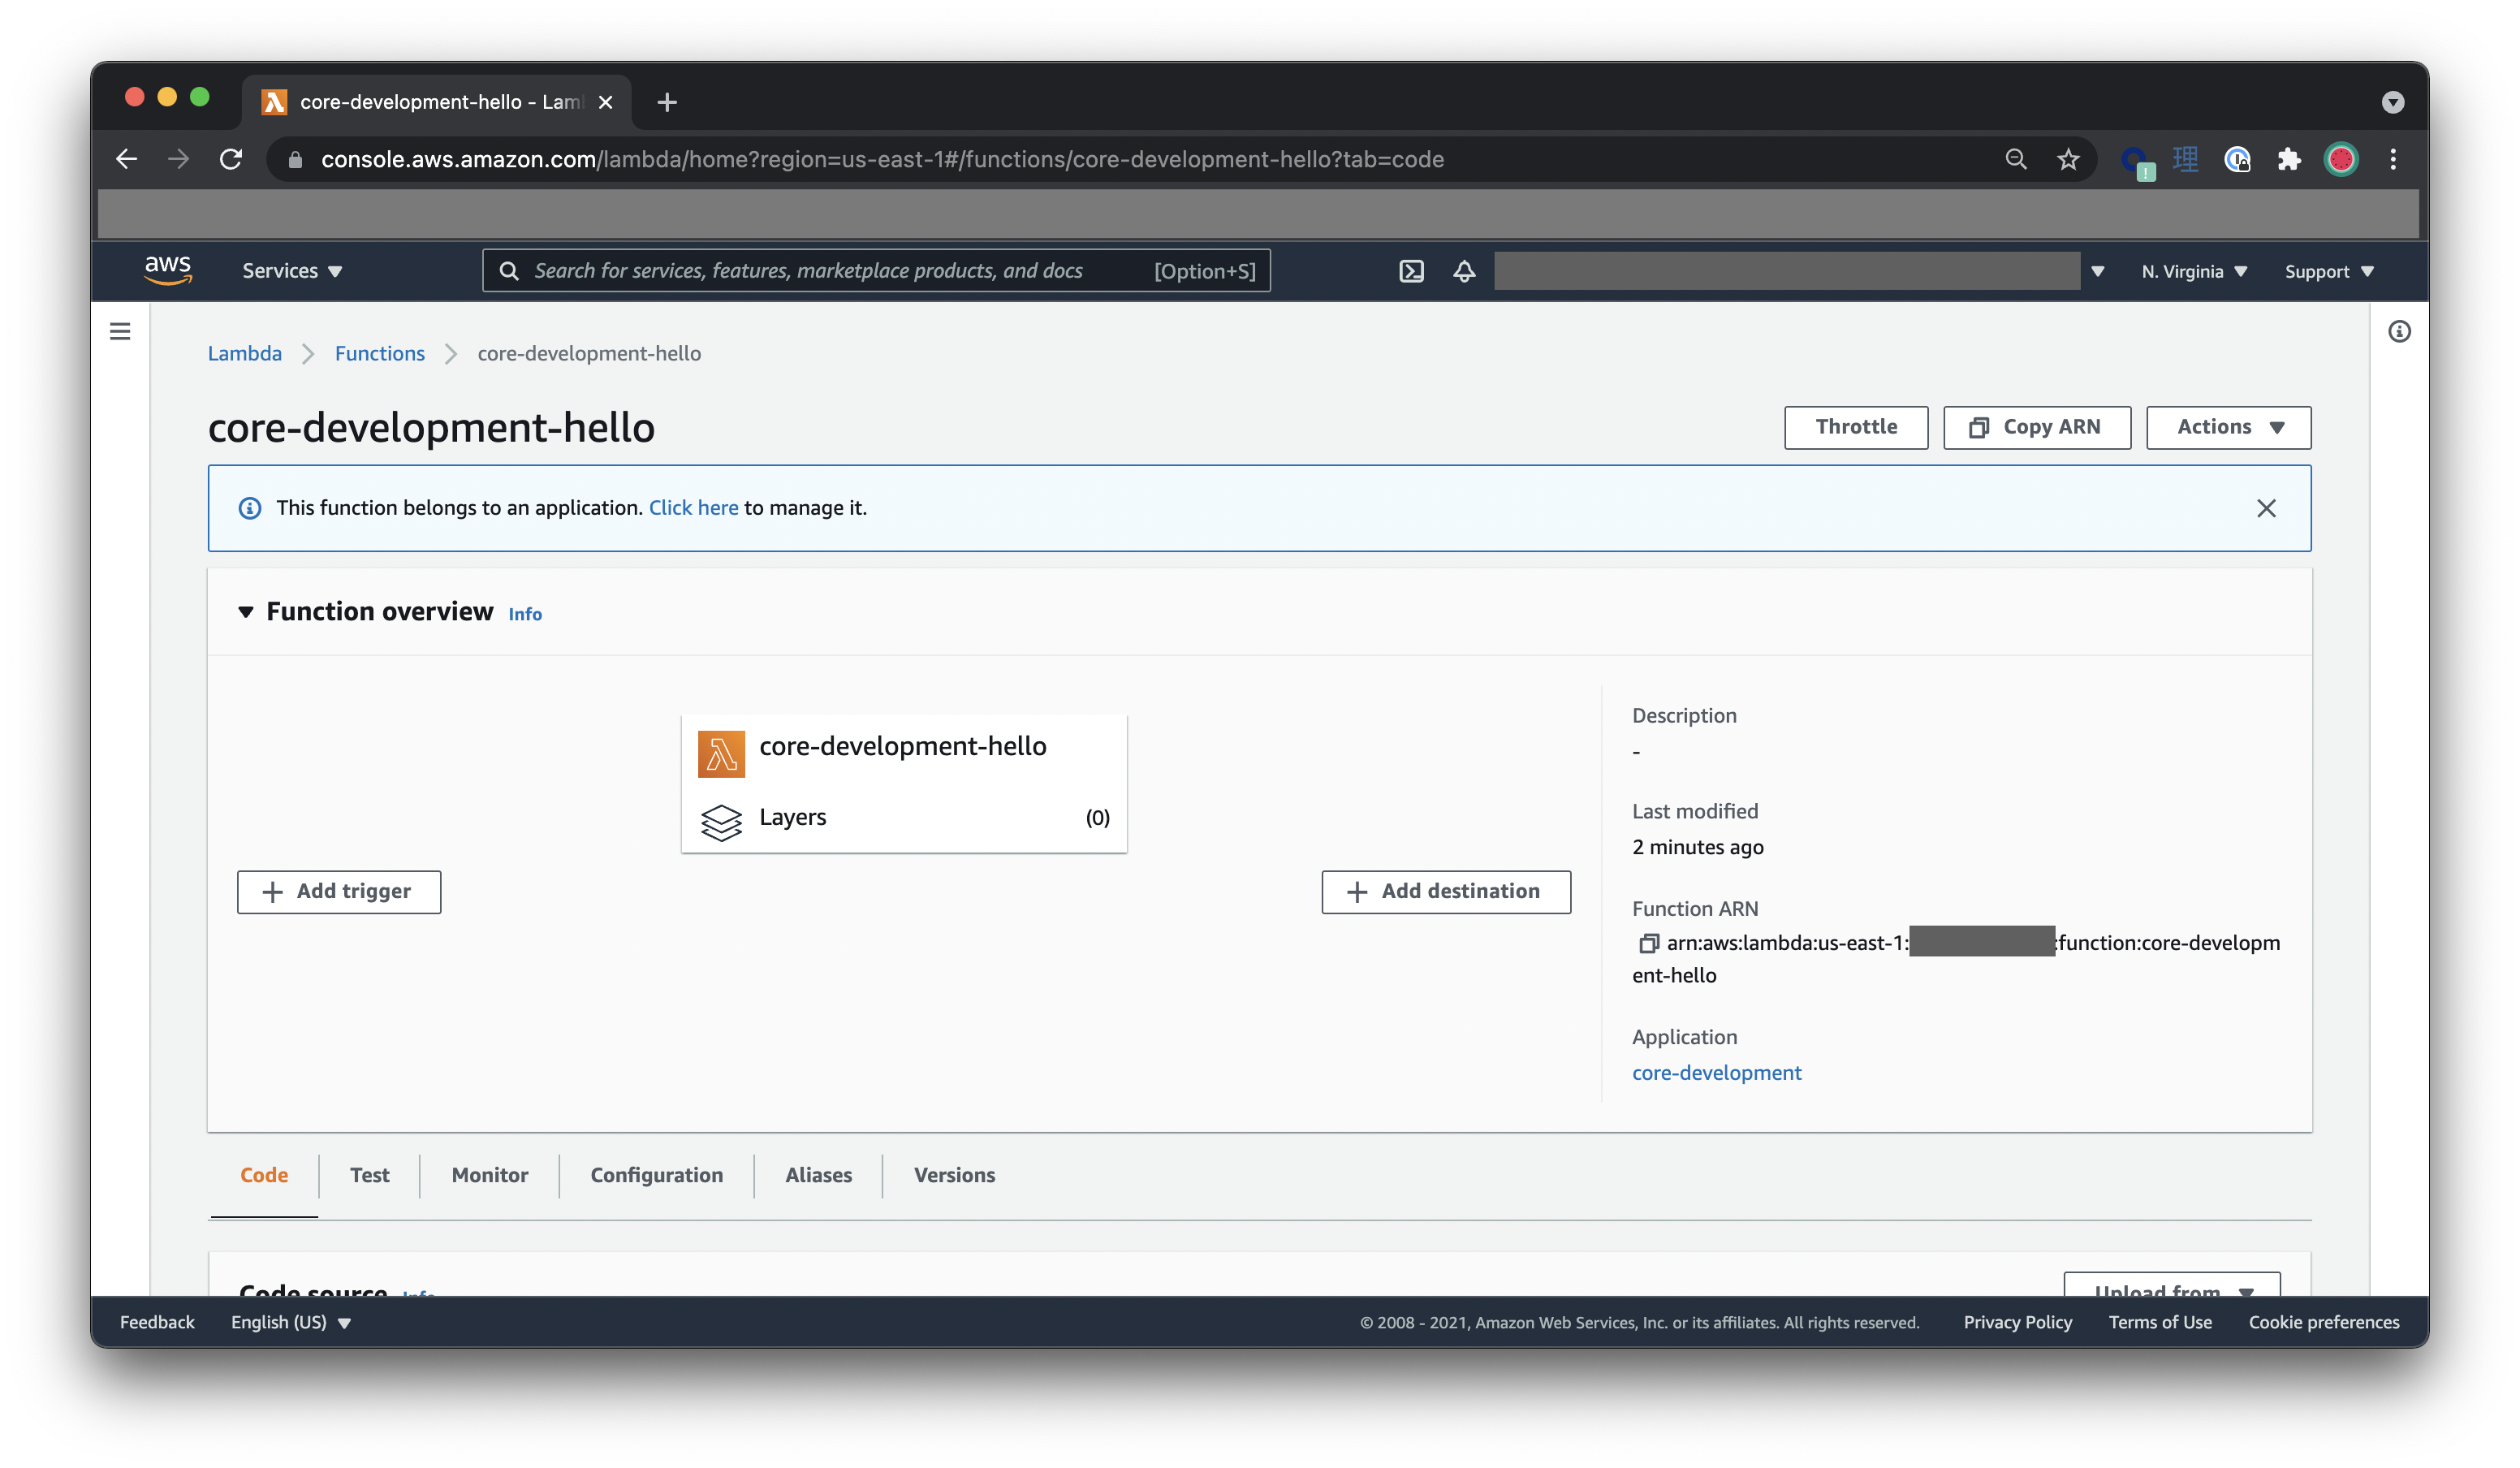 core-development-hello - Lam
console.aws.amazon.com/lambda/home?region=us-east-1#/functions/core-development-hello?tab=code
理
aws
Services
Search for services, features, marketplace products, and docs [Option+S]
N. Virginia
Support
Lambda > Functions > core-development-hello
core-development-hello
Throttle
Copy ARN
Actions
This function belongs to an application. Click here to manage it.
Function overview Info
core-development-hello
Layers (0)
Add trigger
Add destination
Description
-
Last modified
2 minutes ago
Function ARN
arn:aws:lambda:us-east-1: :function:core-developm
ent-hello
Application
core-development
Code Test Monitor Configuration Aliases Versions
Code source Info
Upload from
Feedback English (US) © 2008 - 2021, Amazon Web Services, Inc. or its affiliates. All rights reserved. Privacy Policy Terms of Use Cookie preferences